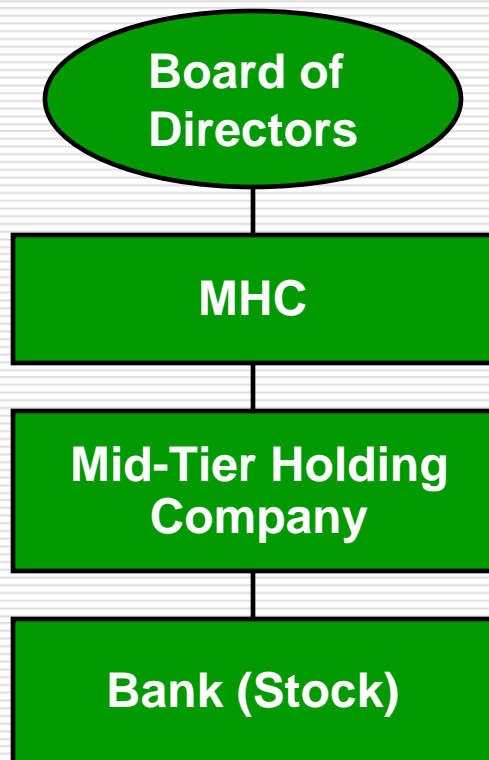 Board of
Directors
MHC
Mid-Tier Holding
Company
Bank (Stock)